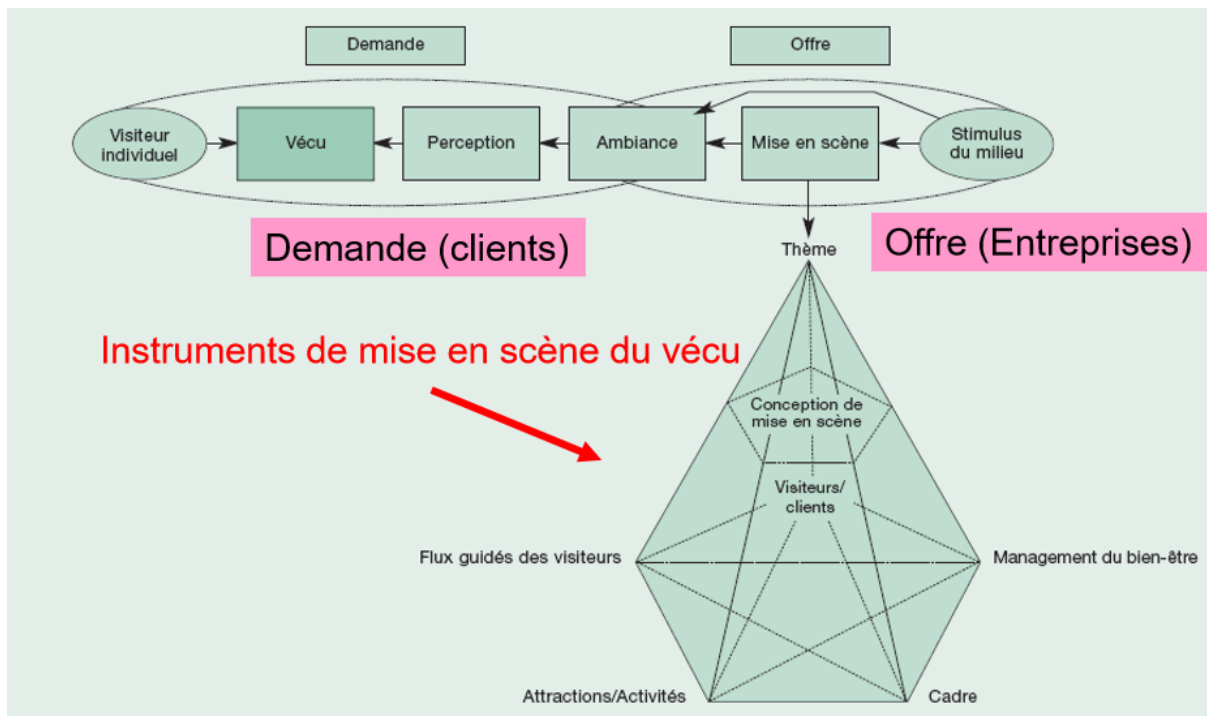 Demande
Offre
Visiteur
individuel
Vécu
Perception
Ambiance
Mise en scène
Stimulus
du milieu
Demande (clients)
Offre (Entreprises)
Thème
Instruments de mise en scène du vécu
Conception de
mise en scène
Visiteurs/
clients
Flux guidés des visiteurs
Management du bien-être
Attractions/Activités
Cadre